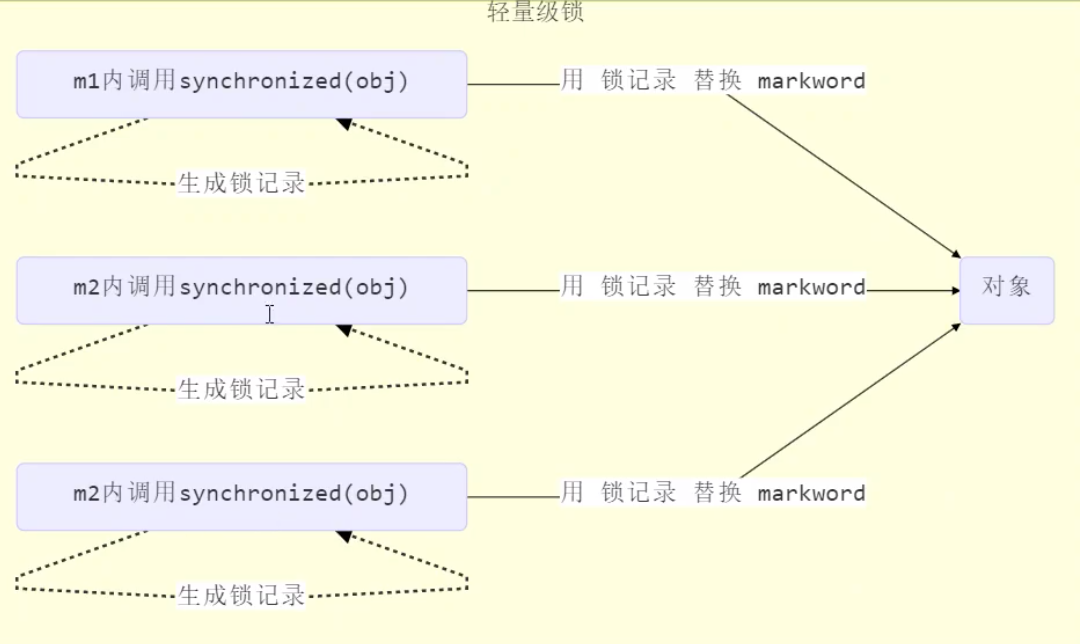 轻量级锁
m1内调用synchronized(obj)
用 锁记录 替换 markword
生成锁记录
m2内调用synchronized(obj)
用 锁记录 替换 markword
对象
生成锁记录
m2内调用synchronized(obj)
用 锁记录 替换 markword
生成锁记录